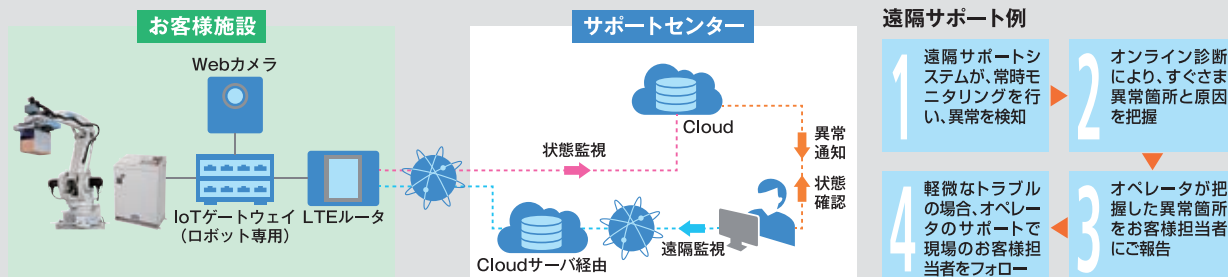 お客様施設
Webカメラ
IoTゲートウェイ
（ロボット専用）
LTEルータ
サポートセンター
Cloud
状態監視
異常
通知
状態
確認
遠隔監視
Cloudサーバ経由
遠隔サポート例
1
遠隔サポートシ
ステムが、常時モ
ニタリングを行
い、異常を検知
2
オンライン診断
により、すぐさま
異常箇所と原因
を把握
3
オペレータが把
握した異常箇所
をお客様担当者
にご報告
4
軽微なトラブル
の場合、オペレー
タのサポートで
現場のお客様担
当者をフォロー